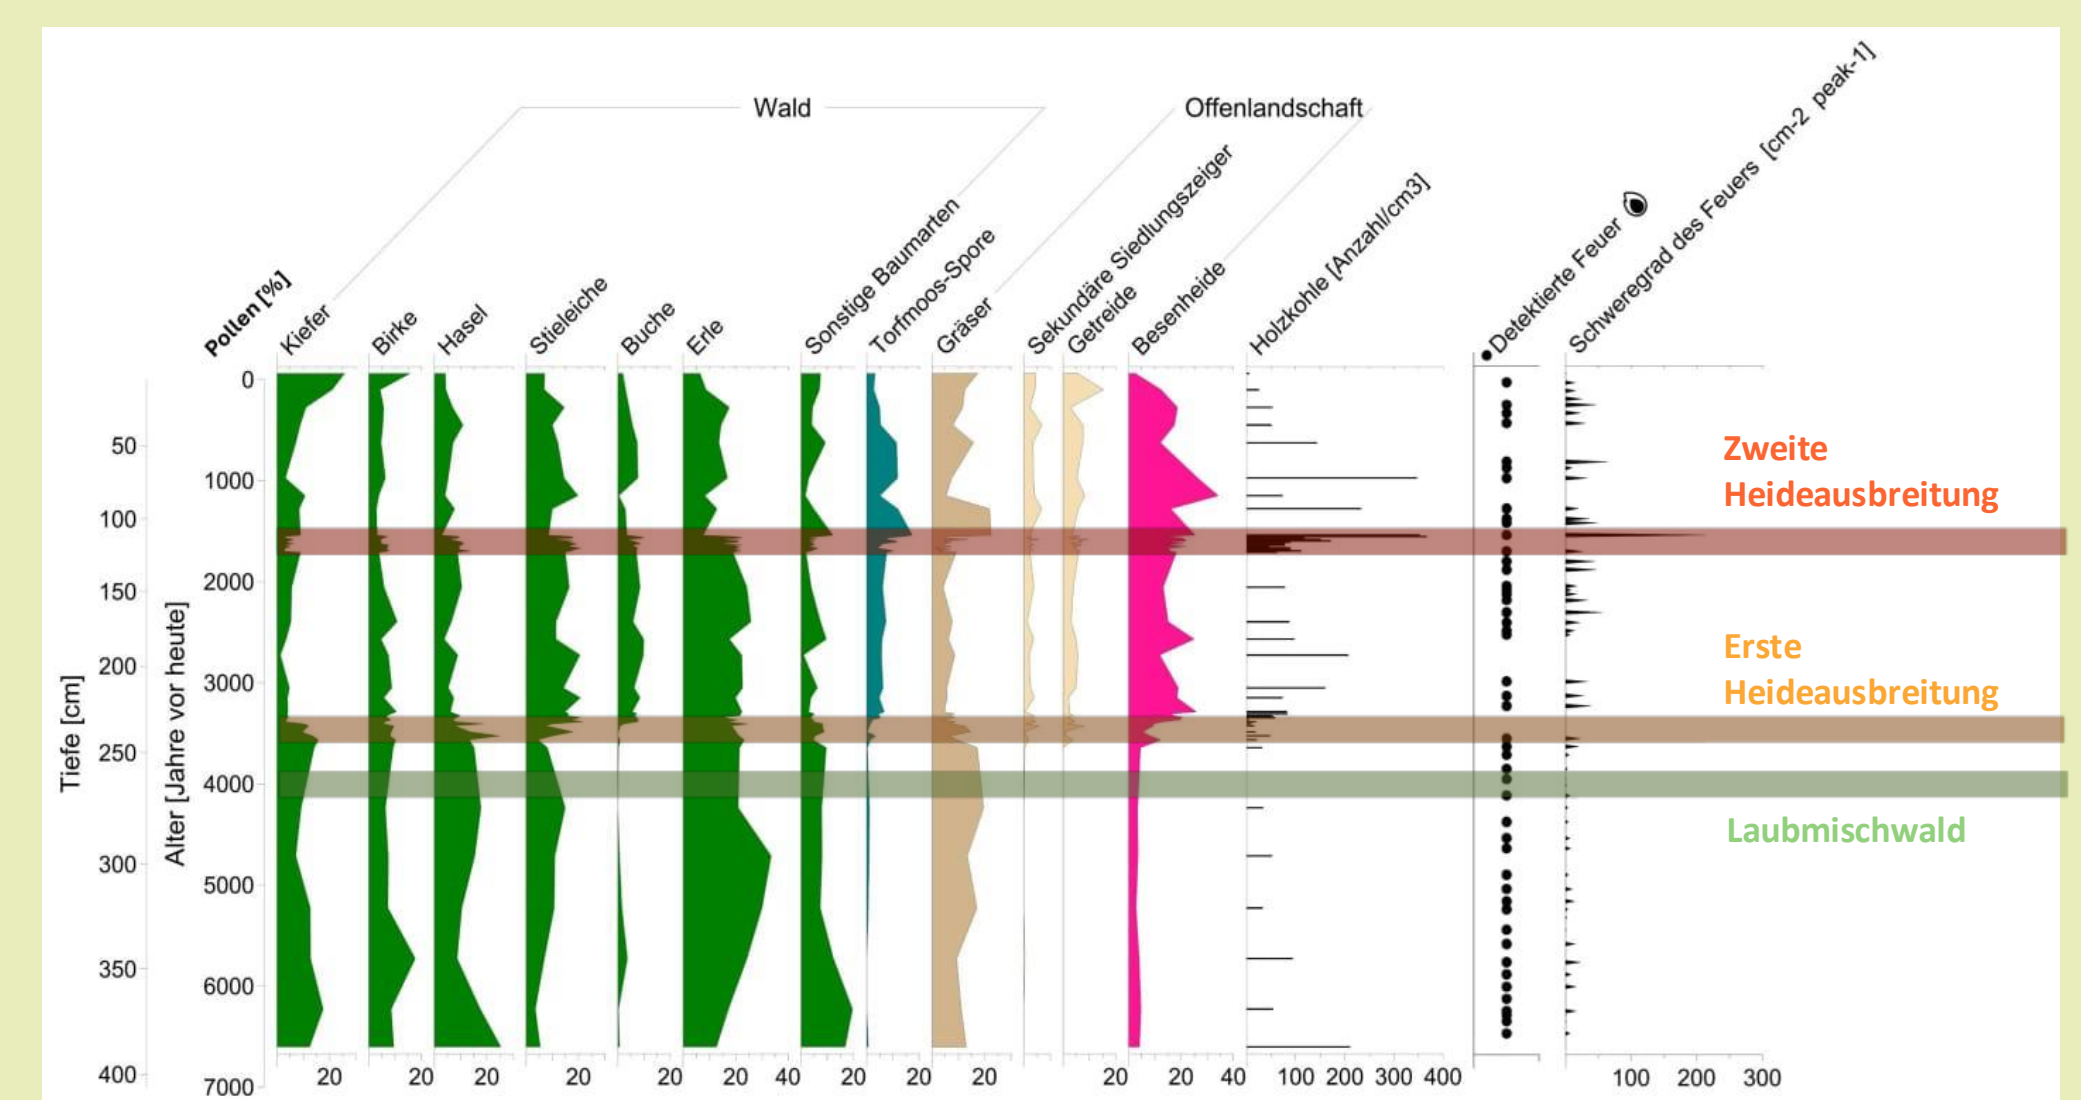 Wald
Offenlandschaft
Pollen [%]
Kiefer
Birke
Hasel
Stieleiche
Buche
Erle
Sonstige Baumarten
Torfmoos-Spore
Gräser
Sekundäre Siedlungszeiger
Getreide
Besenheide
Holzkohle [Anzahl/cm3]
Detektierte Feuer
Schweregrad des Feuers [cm-2 peak-1]
Tiefe [cm]
50
100
150
200
250
300
350
400
Alter [Jahre vor heute]
0
1000
2000
3000
4000
5000
6000
7000
Zweite
Heideausbreitung
Erste
Heideausbreitung
Laubmischwald
20 20 20 20 20 20 40 20 20 20 20 20 40 100 200 300 400 100 200 300